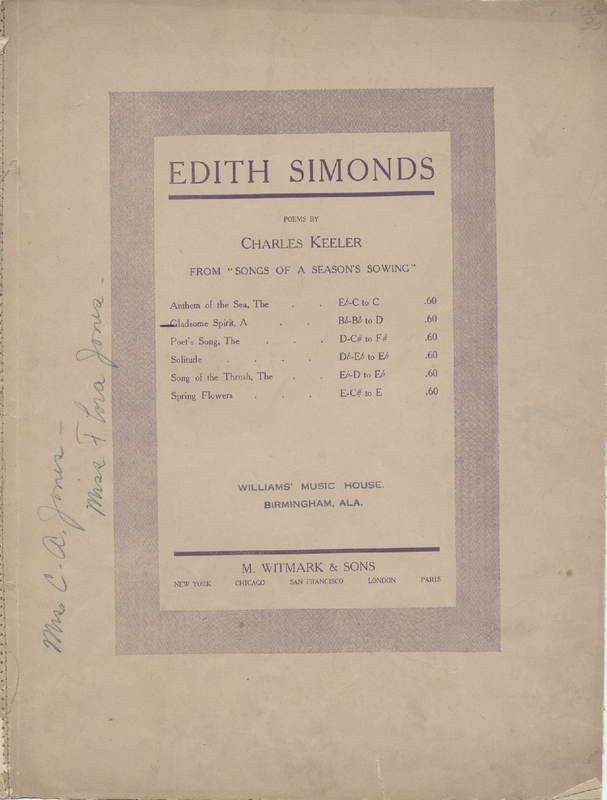 EDITH SIMONDS
POEMS BY
CHARLES KEELER
FROM "SONGS OF A SEASON'S SOWING"
Anthem of the Sea, The . . E♭-C to C .60
Gladsome Spirit, A . . B♭-B♭ to D .60
Poet's Song, The . . D-C# to F# .60
Solitude . . . . D♭-E♭ to E♭ .60
Song of the Thrush, The . . E♭-D to E♭ .60
Spring Flowers . . . E-C# to E .60
WILLIAMS' MUSIC HOUSE.
BIRMINGHAM, ALA.
M. WITMARK & SONS
NEW YORK CHICAGO SAN FRANCISCO LONDON PARIS
Mrs C. A. Jones -
Miss Flora Jones -